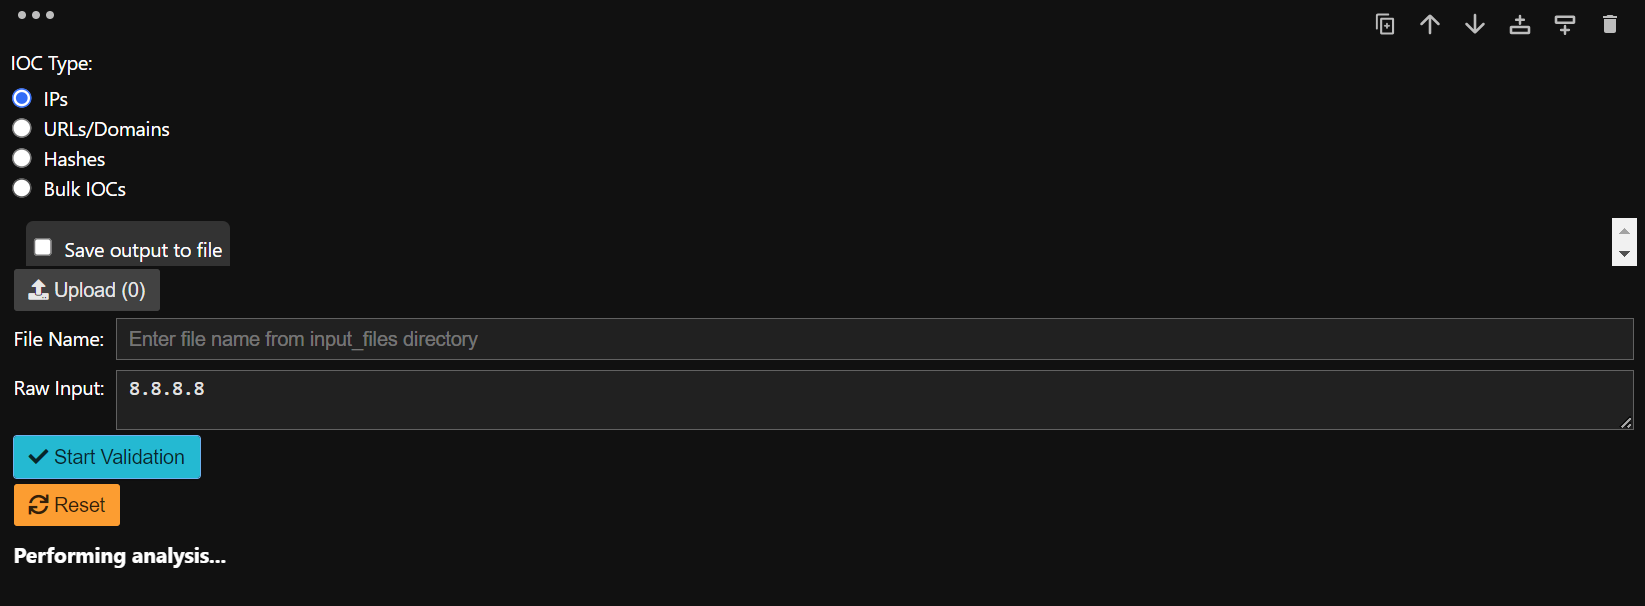 IOC Type:
IPs
URLs/Domains
Hashes
Bulk IOCs
Save output to file
Upload (0)
File Name: Enter file name from input_files directory
Raw Input: 8.8.8.8
Start Validation
Reset
Performing analysis...